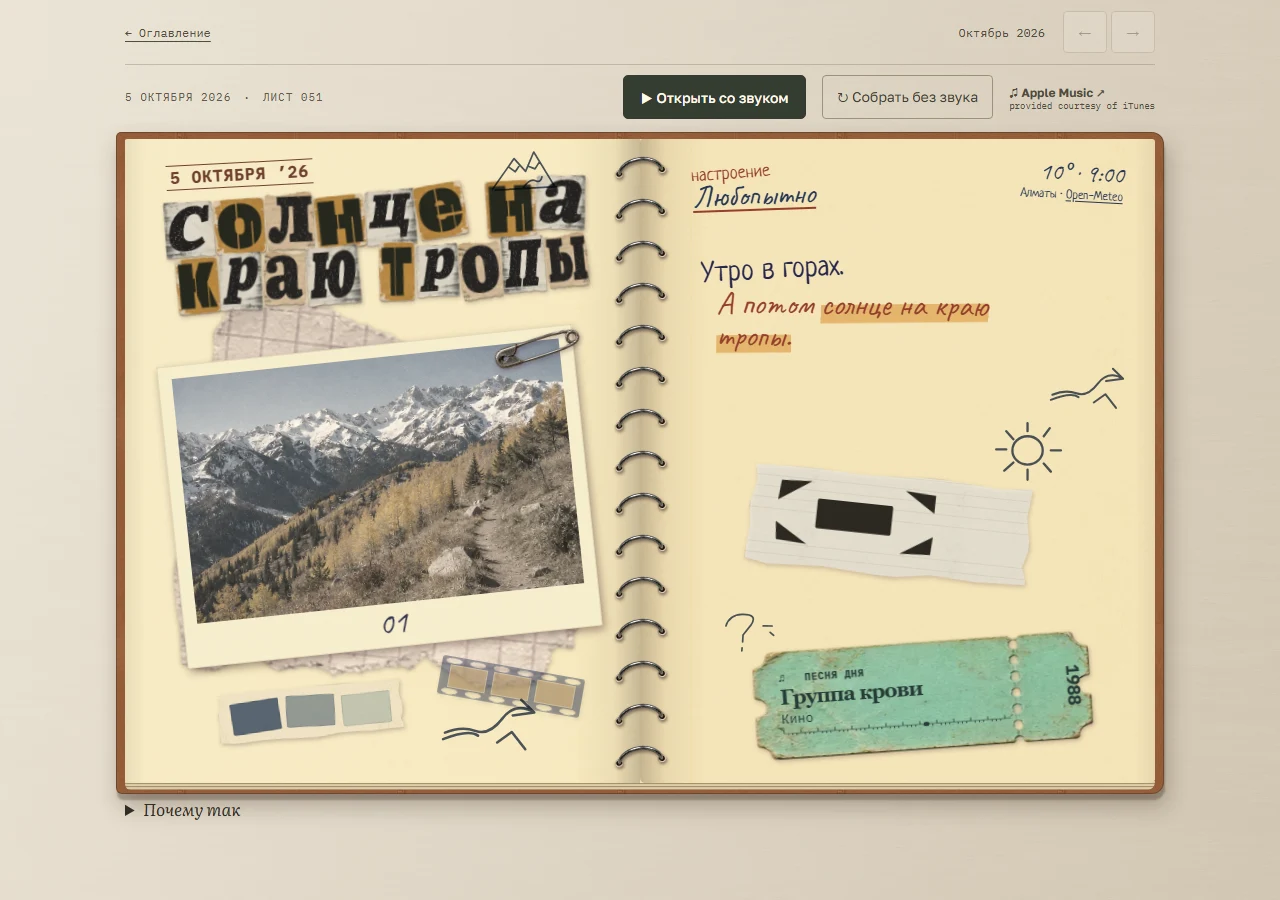 ← Оглавление
Октябрь 2026
← →
5 ОКТЯБРЯ 2026 · ЛИСТ 051
▶ Открыть со звуком
↻ Собрать без звука
♫ Apple Music ↗
provided courtesy of iTunes
5 ОКТЯБРЯ ’26
солнце на
краю тропы
01
настроение
Любопытно
10° · 9:00
Алматы · Open-Meteo
Утро в горах.
А потом солнце на краю
тропы.
?
♫ ПЕСНЯ ДНЯ
Группа крови
Кино
1988
▶ Почему так